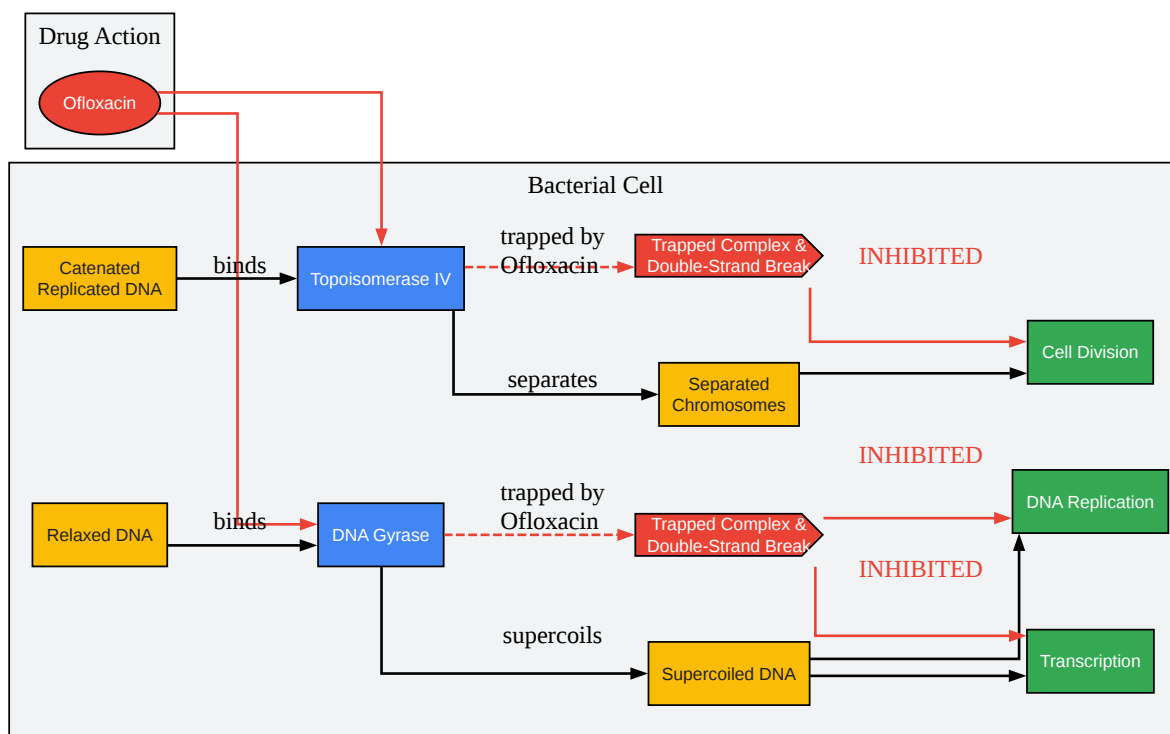 Drug Action
Ofloxacin
Bacterial Cell
Catenated
Replicated DNA
binds
Topoisomerase IV
trapped by
Ofloxacin
Trapped Complex &
Double-Strand Break
INHIBITED
Cell Division
separates
Separated
Chromosomes
INHIBITED
Relaxed DNA
binds
DNA Gyrase
trapped by
Ofloxacin
Trapped Complex &
Double-Strand Break
DNA Replication
INHIBITED
supercoils
Supercoiled DNA
Transcription